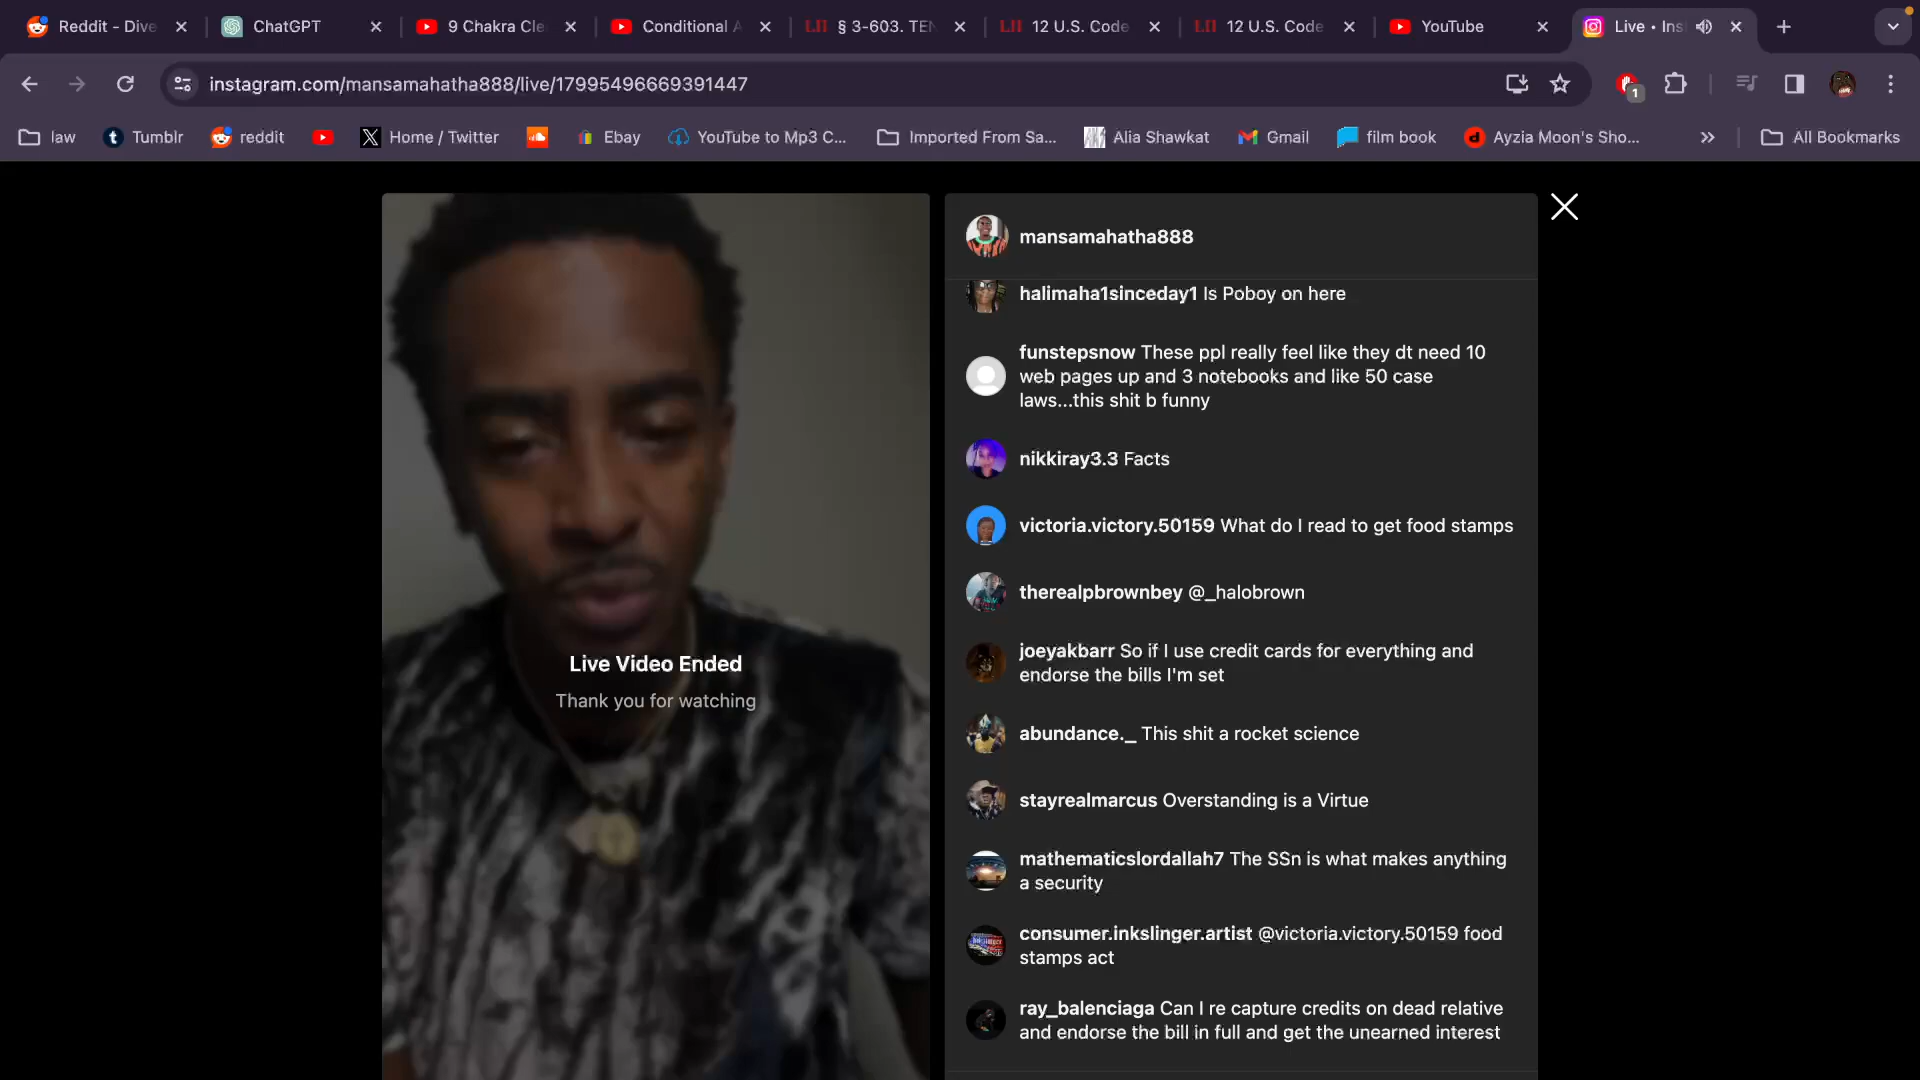 Reddit - Dive
ChatGPT
9 Chakra Cle
Conditional A
LII § 3-603. TEN
LII 12 U.S. Code
LII 12 U.S. Code
YouTube
Live • Ins
instagram.com/mansamahatha888/live/17995496669391447
1
law
Tumblr
reddit
Home / Twitter
Ebay
YouTube to Mp3 C...
Imported From Sa...
Alia Shawkat
Gmail
film book
Ayzia Moon's Sho...
All Bookmarks
Live Video Ended
Thank you for watching
mansamahatha888
halimaha1sinceday1 Is Poboy on here
funstepsnow These ppl really feel like they dt need 10
web pages up and 3 notebooks and like 50 case
laws...this shit b funny
nikkiray3.3 Facts
victoria.victory.50159 What do I read to get food stamps
therealpbrownbey @_halobrown
joeyakbarr So if I use credit cards for everything and
endorse the bills I'm set
abundance._ This shit a rocket science
stayrealmarcus Overstanding is a Virtue
mathematicslordallah7 The SSn is what makes anything
a security
consumer.inkslinger.artist @victoria.victory.50159 food
stamps act
ray_balenciaga Can I re capture credits on dead relative
and endorse the bill in full and get the unearned interest